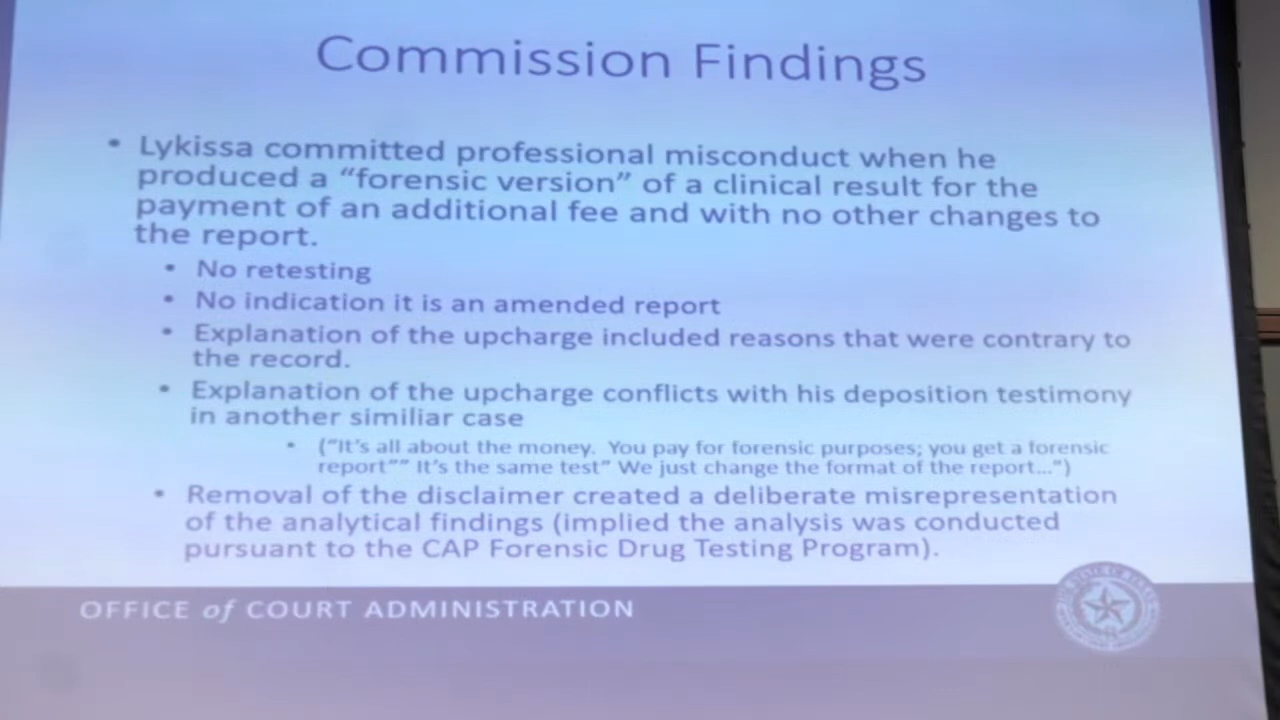 Commission Findings
• Lykissa committed professional misconduct when he
produced a “forensic version” of a clinical result for the
payment of an additional fee and with no other changes to
the report.
• No retesting
• No indication it is an amended report
• Explanation of the upcharge included reasons that were contrary to
the record.
• Explanation of the upcharge conflicts with his deposition testimony
in another similiar case
• (“It’s all about the money. You pay for forensic purposes; you get a forensic
report”” It’s the same test” We just change the format of the report...”)
• Removal of the disclaimer created a deliberate misrepresentation
of the analytical findings (implied the analysis was conducted
pursuant to the CAP Forensic Drug Testing Program).
OFFICE of COURT ADMINISTRATION